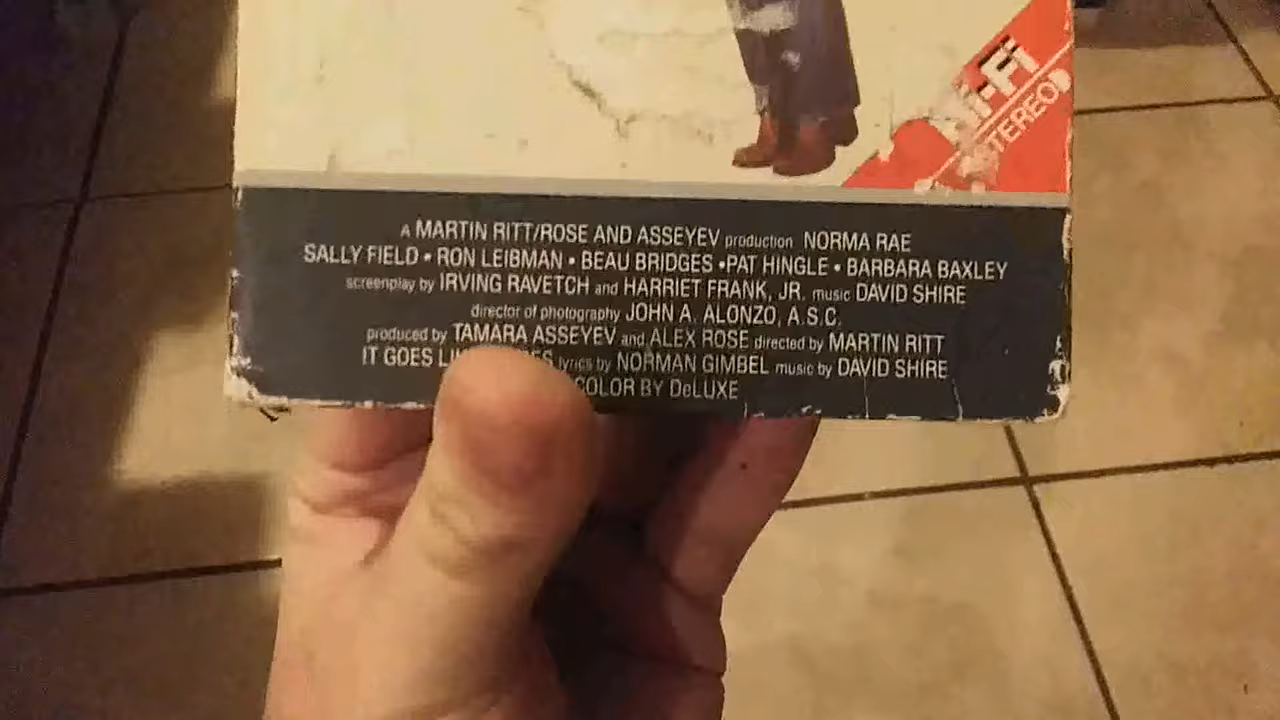 Hi-Fi
STEREO
A MARTIN RITT/ROSE AND ASSEYEV production NORMA RAE
SALLY FIELD • RON LEIBMAN • BEAU BRIDGES • PAT HINGLE • BARBARA BAXLEY
screenplay by IRVING RAVETCH and HARRIET FRANK, JR. music DAVID SHIRE
director of photography JOHN A. ALONZO, A.S.C.
produced by TAMARA ASSEYEV and ALEX ROSE directed by MARTIN RITT
IT GOES lyrics by NORMAN GIMBEL music by DAVID SHIRE
COLOR BY DeLUXE